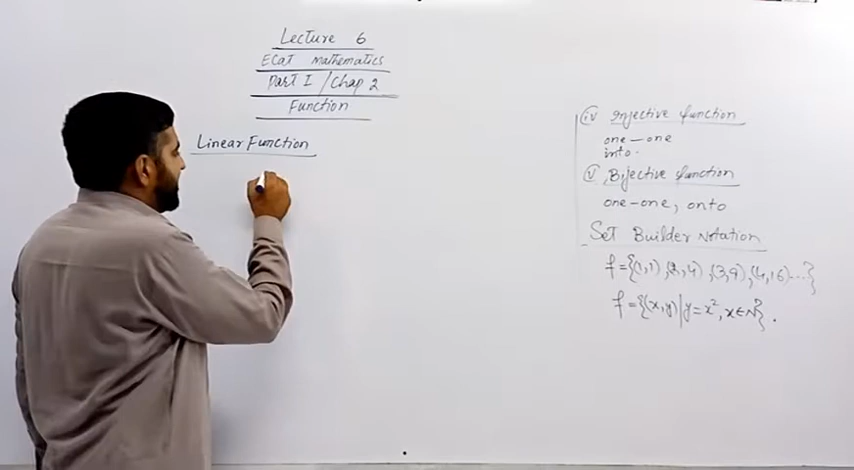 Lecture 6
ECat Mathematics
Part I / Chap 2
Function
Linear Function
(iv) Injective function
one – one
into.
(v) Bijective function
one – one, onto
Set Builder Notation
f = {(1,1), (2,4), (3,9), (4,16) ...}
f = {(x,y) | y = x², x ∈ N}.